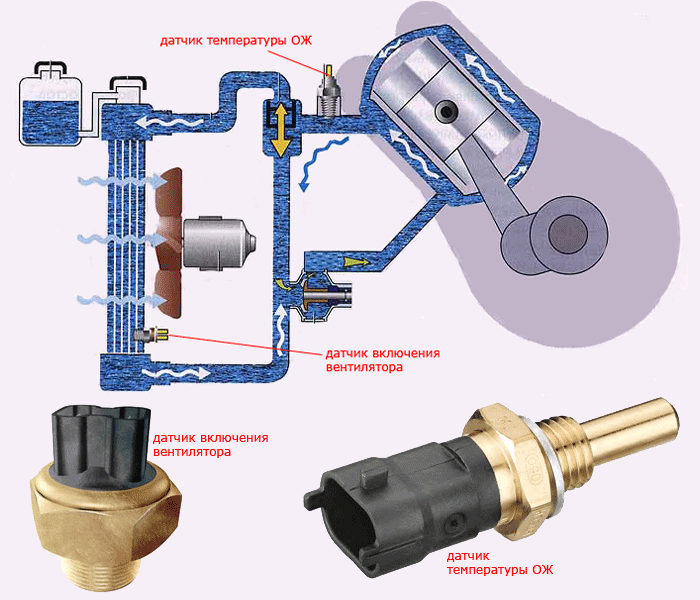 датчик температуры ОЖ
датчик включения
вентилятора
датчик включения
вентилятора
датчик
температуры ОЖ